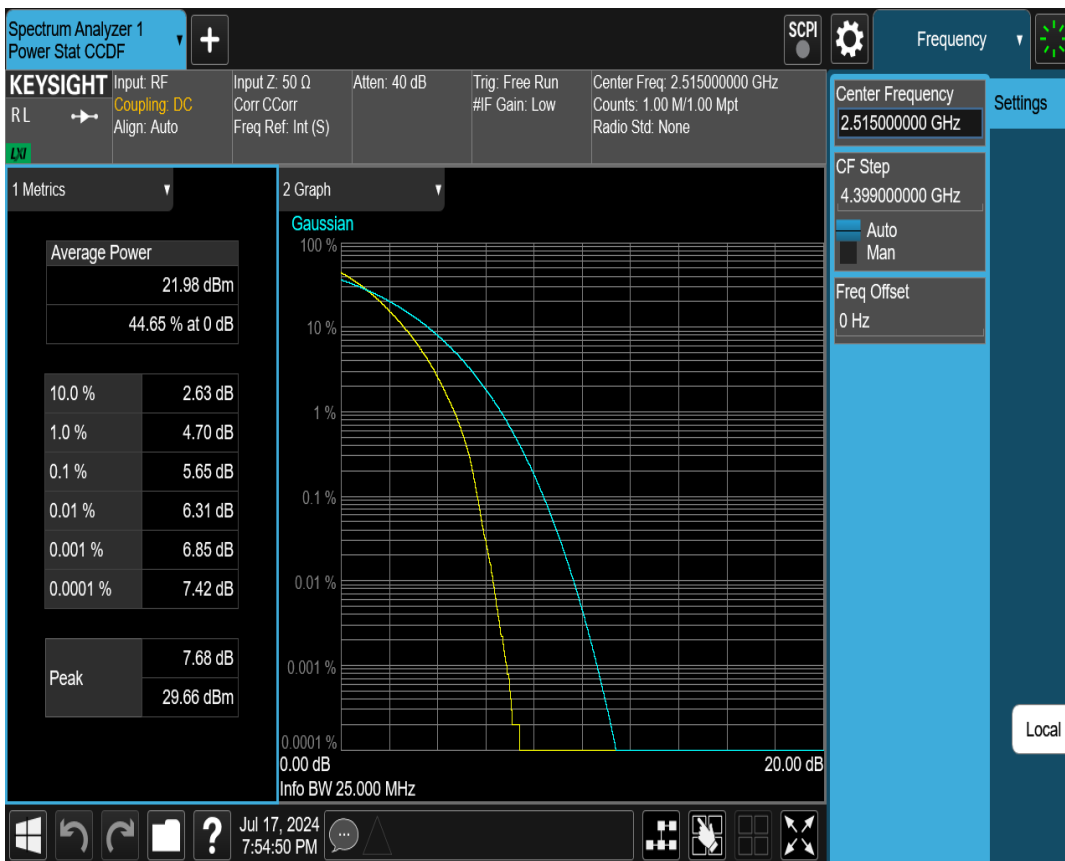 Spectrum Analyzer 1
Power Stat CCDF
SCPI
Frequency
KEYSIGHT
RL
LXI
Input: RF
Coupling: DC
Align: Auto
Input Z: 50 Ω
Corr CCorr
Freq Ref: Int (S)
Atten: 40 dB
Trig: Free Run
#IF Gain: Low
Center Freq: 2.515000000 GHz
Counts: 1.00 M/1.00 Mpt
Radio Std: None
1 Metrics
Average Power
21.98 dBm
44.65 % at 0 dB
10.0 % 2.63 dB
1.0 % 4.70 dB
0.1 % 5.65 dB
0.01 % 6.31 dB
0.001 % 6.85 dB
0.0001 % 7.42 dB
Peak
7.68 dB
29.66 dBm
2 Graph
Gaussian
100 %
10 %
1 %
0.1 %
0.01 %
0.001 %
0.0001 %
0.00 dB 20.00 dB
Info BW 25.000 MHz
Center Frequency
2.515000000 GHz
CF Step
4.399000000 GHz
Auto
Man
Freq Offset
0 Hz
Settings
Local
?
Jul 17, 2024
7:54:50 PM